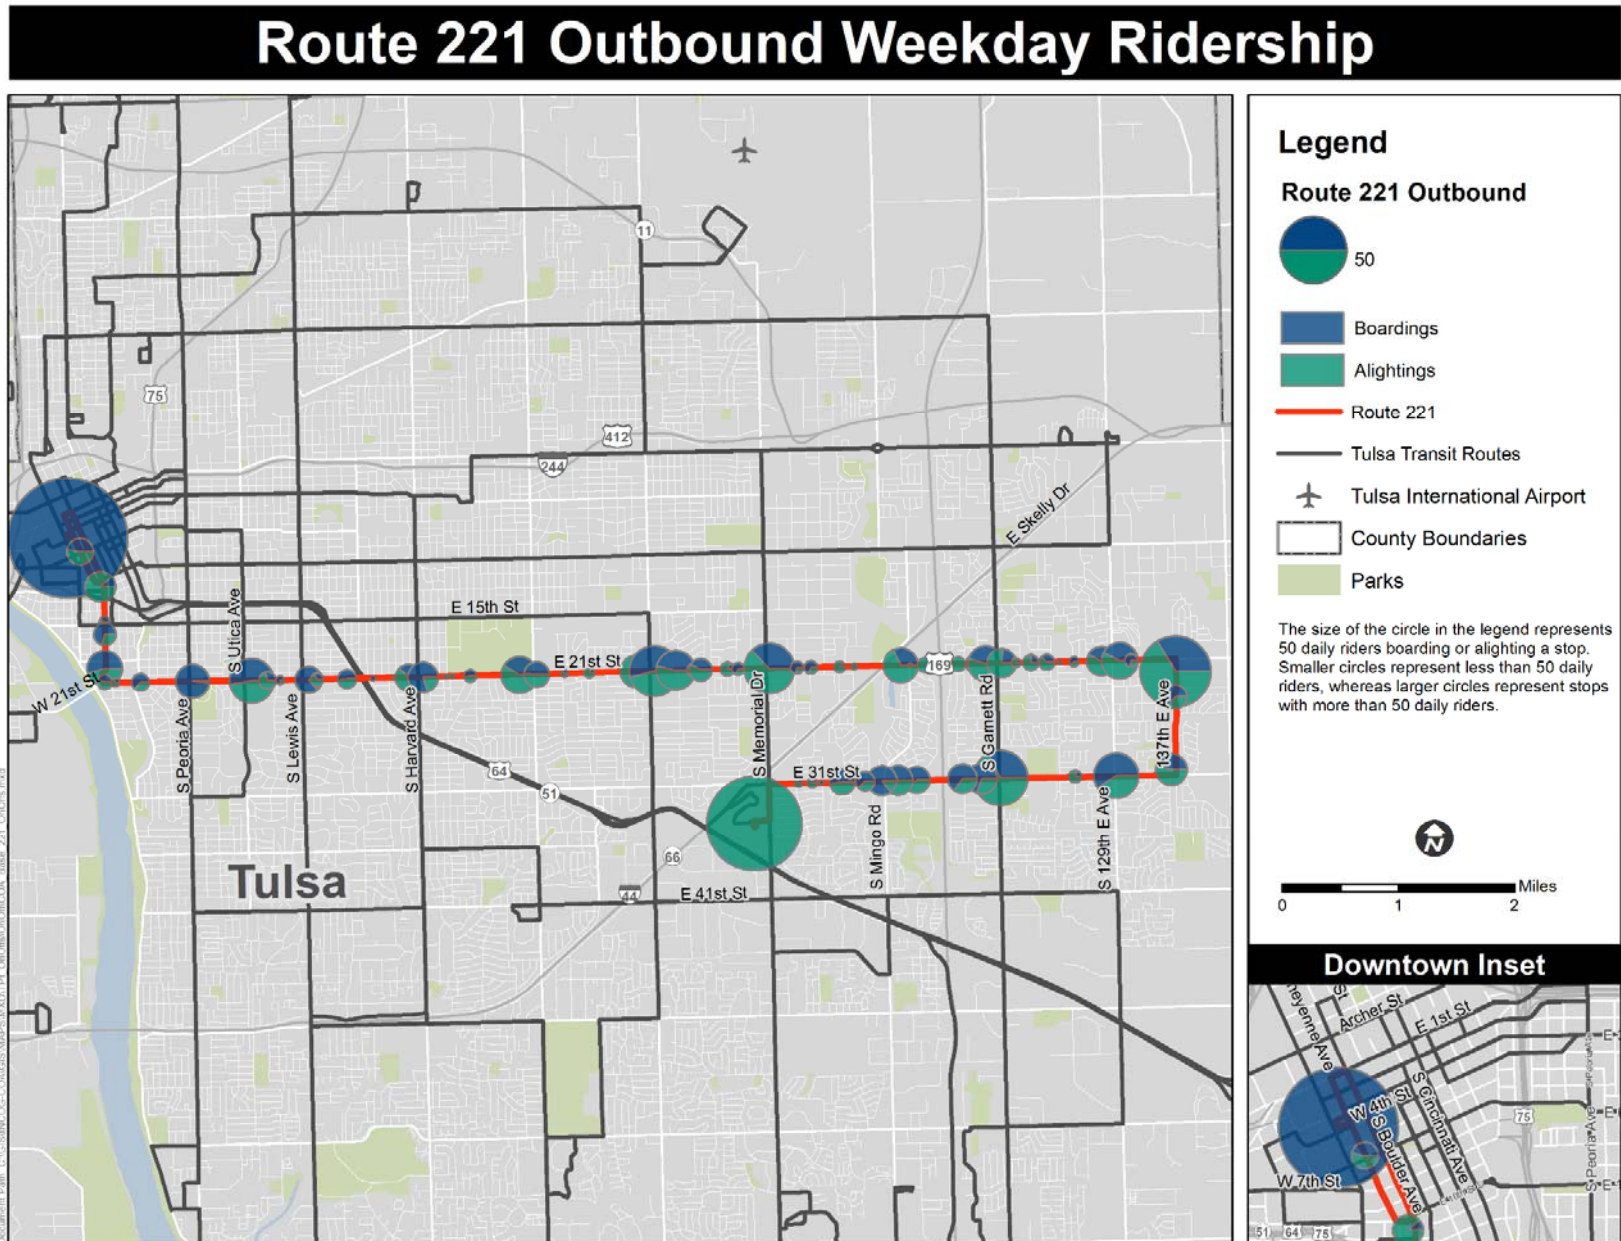 Route 221 Outbound Weekday Ridership
11
75
412
244
E Skelly Dr
E 15th St
S Utica Ave
E 21st St
169
W 21st St
S Peoria Ave
S Lewis Ave
S Harvard Ave
S Memorial Dr
S Garnett Rd
137th E Ave
64
51
E 31st St
S Mingo Rd
S 129th E Ave
66
44
E 41st St
Tulsa
Legend
Route 221 Outbound
50
Boardings
Alightings
Route 221
Tulsa Transit Routes
Tulsa International Airport
County Boundaries
Parks
The size of the circle in the legend represents
50 daily riders boarding or alighting a stop.
Smaller circles represent less than 50 daily
riders, whereas larger circles represent stops
with more than 50 daily riders.
N
Miles
0 1 2
Downtown Inset
heyenne Ave
St
Archer St
E 1st St
W 4th St
S Boulder Ave
S Cincinnati Ave
W 7th St
75
S Peoria Ave
51 64 75